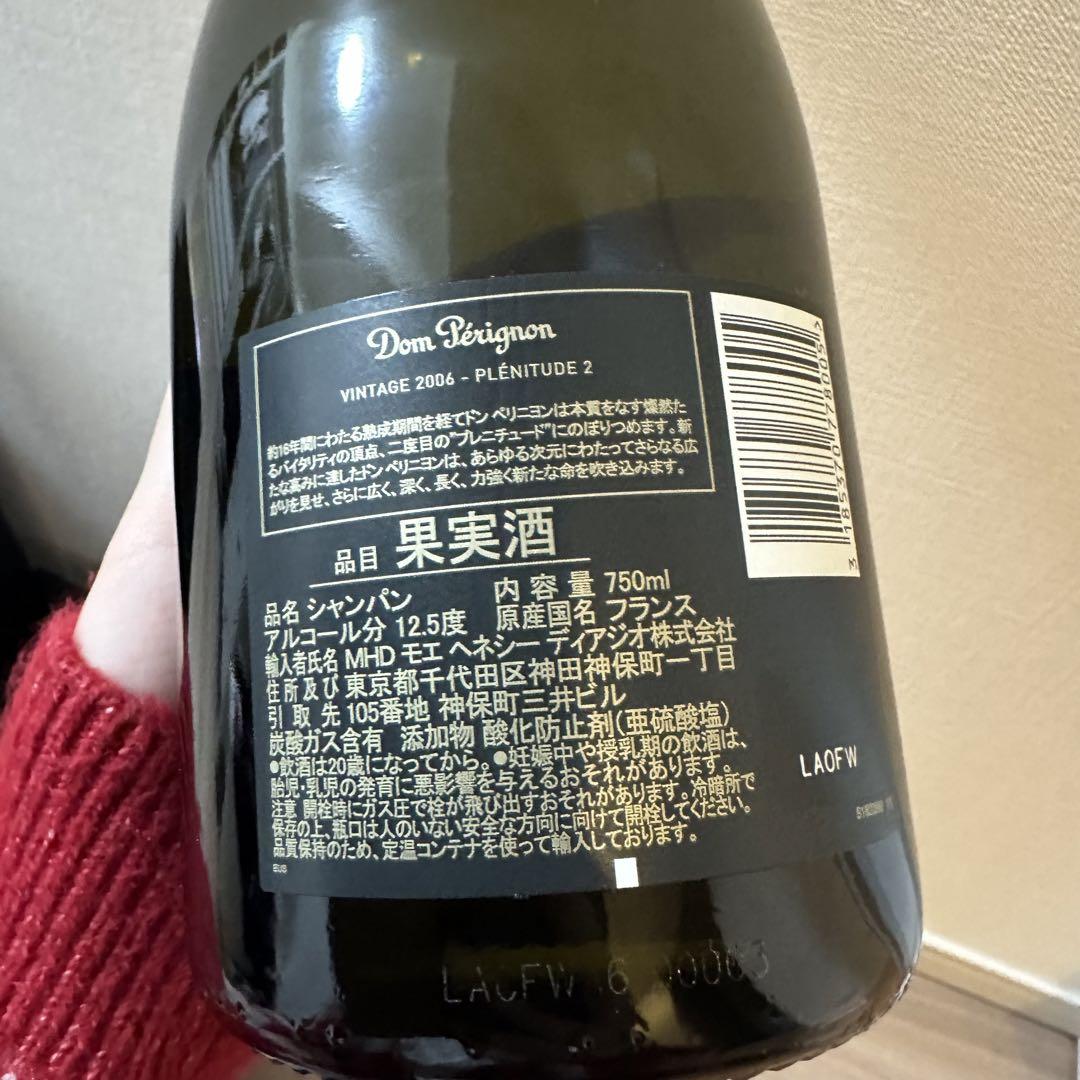 Dom Pérignon
VINTAGE 2006 - PLÉNITUDE 2
約16年間にわたる熟成期間を経てドン ペリニヨンは本質をなす燦然た
るバイタリティの頂点、二度目の"プレニチュード"にのぼりつめます。新
たな高みに達したドン ペリニヨンは、あらゆる次元にわたってさらなる広
がりを見せ、さらに広く、深く、長く、力強く新たな命を吹き込みます。
品目 果実酒
品名 シャンパン 内容量 750ml
アルコール分 12.5度 原産国名 フランス
輸入者氏名 MHD モエ ヘネシー ディアジオ株式会社
住所及び 東京都千代田区神田神保町一丁目
引取先 105番地 神保町三井ビル
炭酸ガス含有 添加物 酸化防止剤(亜硫酸塩)
●飲酒は20歳になってから。●妊娠中や授乳期の飲酒は、
胎児・乳児の発育に悪影響を与えるおそれがあります。
注意 開栓時にガス圧で栓が飛び出すおそれがあります。冷暗所で
保存の上、瓶口は人のいない安全な方向に向けて開栓してください。
品質保持のため、定温コンテナを使って輸入しております。
LAOFW
LAOFW 6